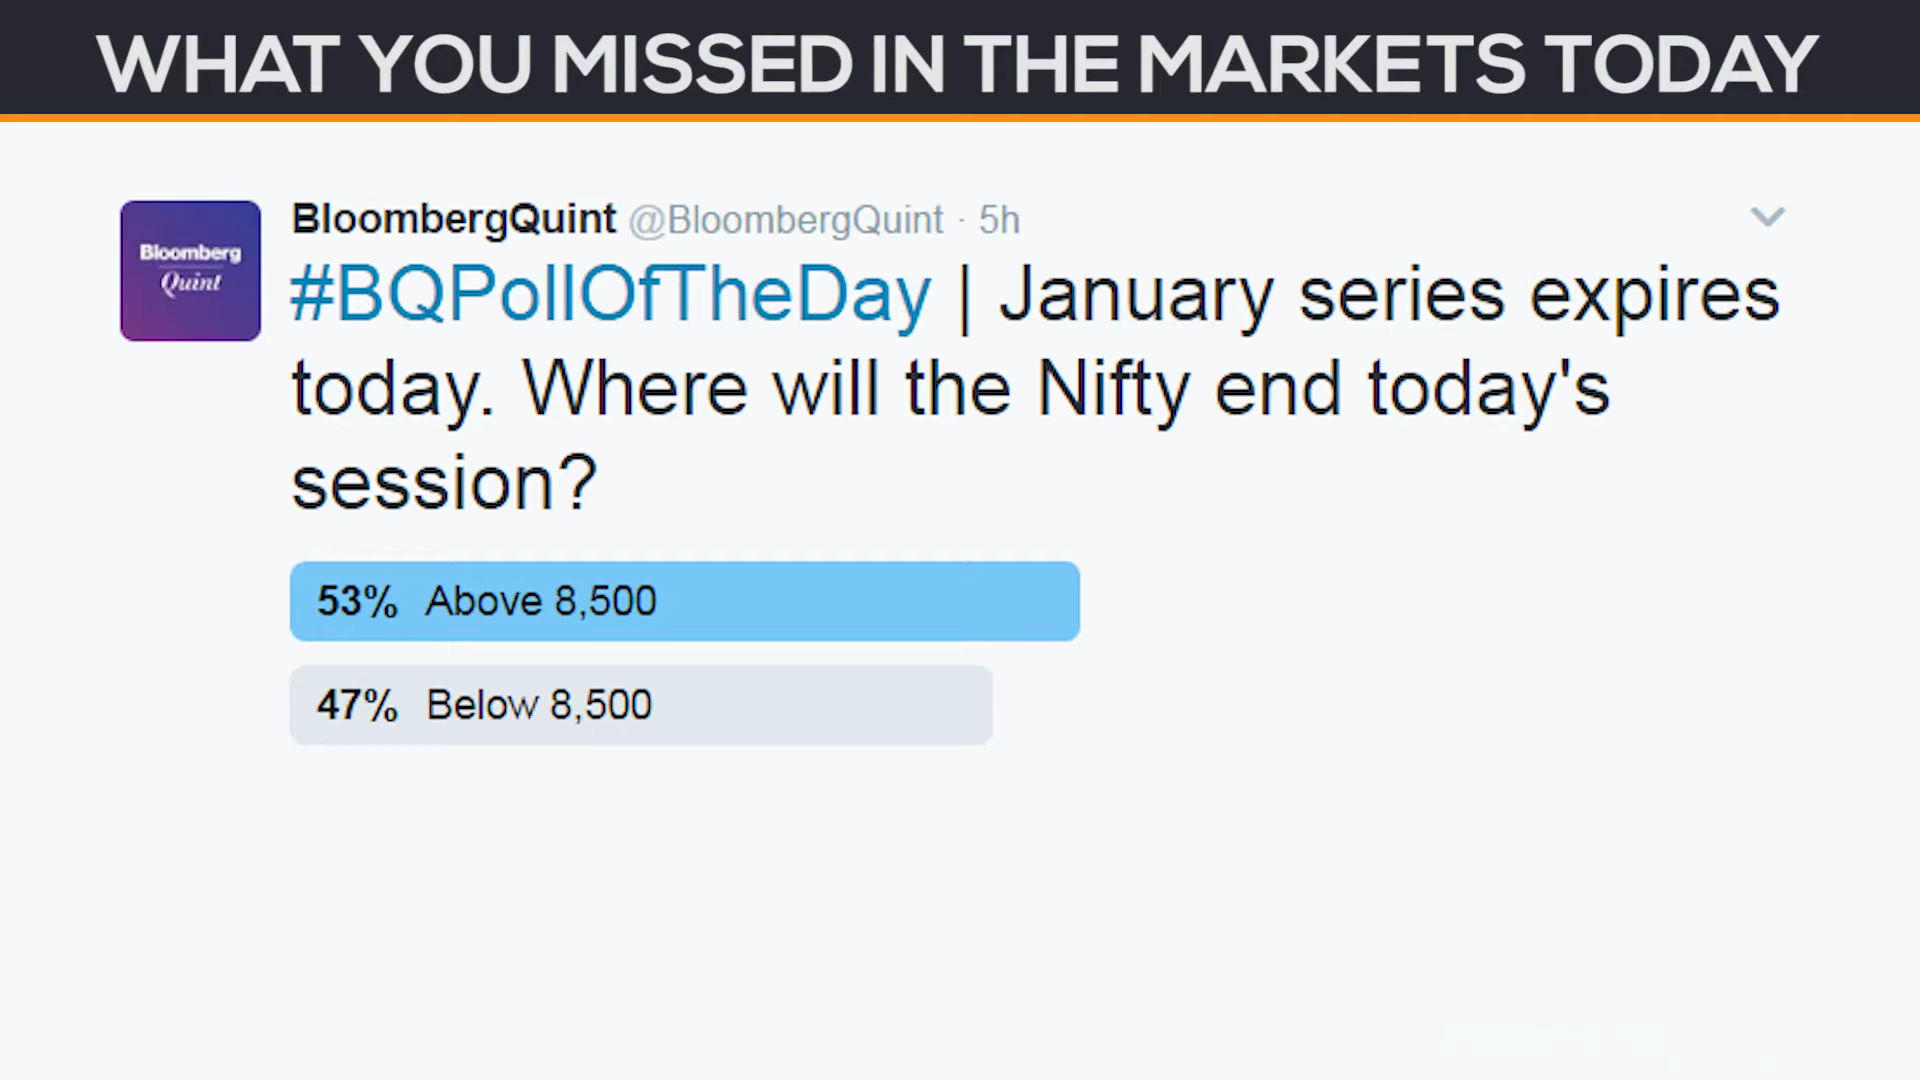 WHAT YOU MISSED IN THE MARKETS TODAY
Bloomberg
Quint
BloombergQuint @BloombergQuint · 5h
#BQPollOfTheDay | January series expires
today. Where will the Nifty end today's
session?
53% Above 8,500
47% Below 8,500